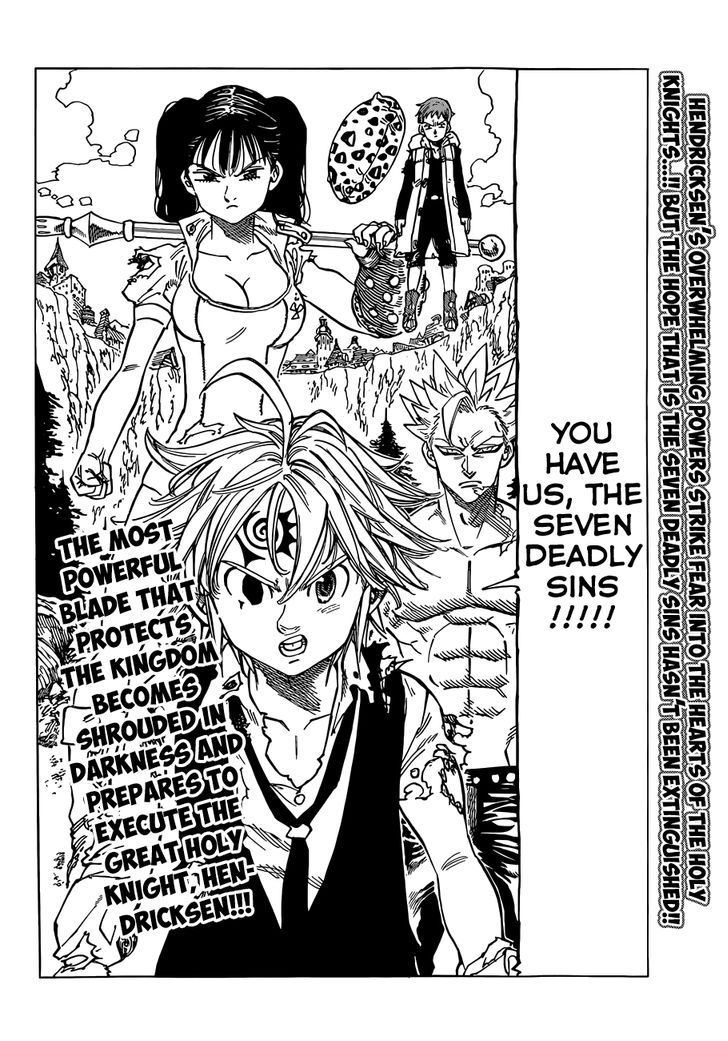 HENDRICKSEN'S OVERWHELMING POWERS STRIKE FEAR INTO THE HEARTS OF THE HOLY
KNIGHTS...!! BUT THE HOPE THAT IS THE SEVEN DEADLY SINS HASN'T BEEN EXTINGUISHED!!
YOU
HAVE
US, THE
SEVEN
DEADLY
SINS
!!!!!
THE MOST
POWERFUL
BLADE THAT
PROTECTS
THE KINGDOM
BECOMES
SHROUDED IN
DARKNESS AND
PREPARES TO
EXECUTE THE
GREAT HOLY
KNIGHT, HEN-
DRICKSEN!!!